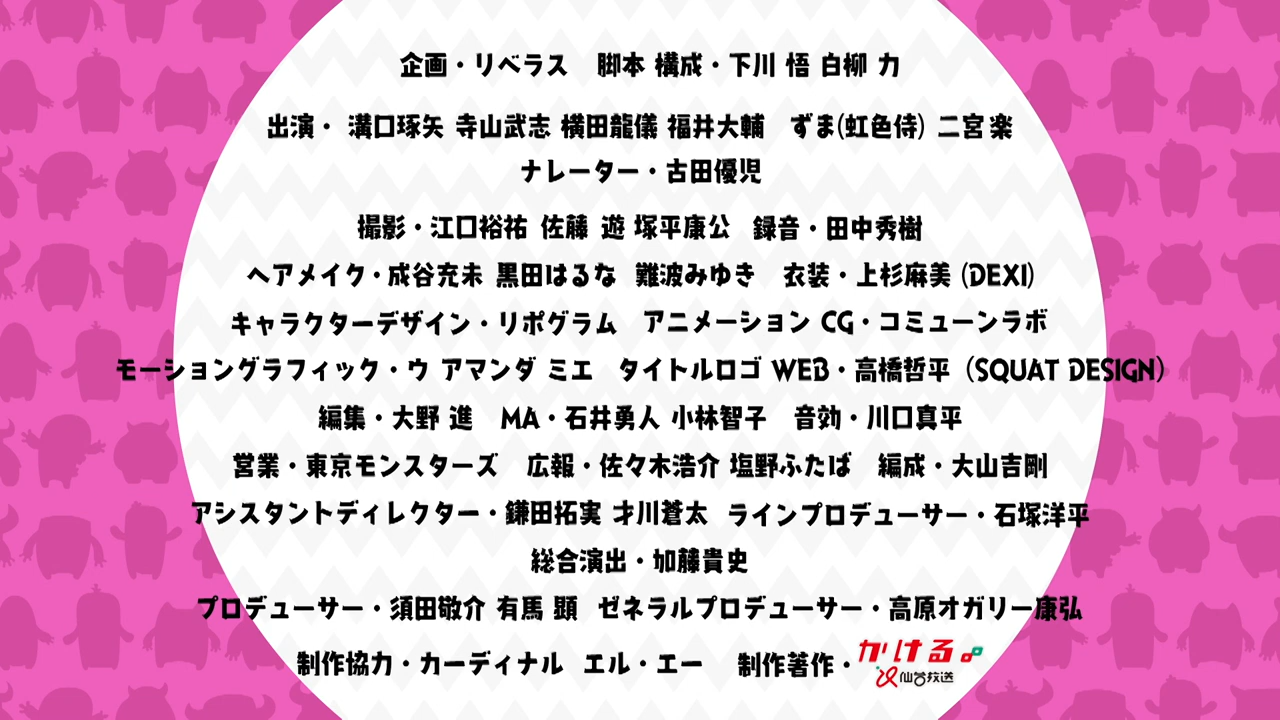 企画・リベラス　脚本 構成・下川 悟 白柳 力
出演・ 溝口琢矢 寺山武志 横田龍儀 福井大輔　ずま(虹色侍) 二宮 楽
ナレーター・古田優児
撮影・江口裕祐 佐藤 遊 塚平康公　録音・田中秀樹
ヘアメイク・成谷充未 黒田はるな 難波みゆき　衣装・上杉麻美 (DEXI)
キャラクターデザイン・リポグラム　アニメーション CG・コミューンラボ
モーショングラフィック・ウ アマンダ ミエ　タイトルロゴ WEB・高橋哲平（SQUAT DESIGN）
編集・大野 進　MA・石井勇人 小林智子　音効・川口真平
営業・東京モンスターズ　広報・佐々木浩介 塩野ふたば　編成・大山吉剛
アシスタントディレクター・鎌田拓実 才川蒼太　ラインプロデューサー・石塚洋平
総合演出・加藤貴史
プロデューサー・須田敬介 有馬 顕　ゼネラルプロデューサー・高原オガリー康弘
制作協力・カーディナル　エル・エー　制作著作・かける。
仙台放送